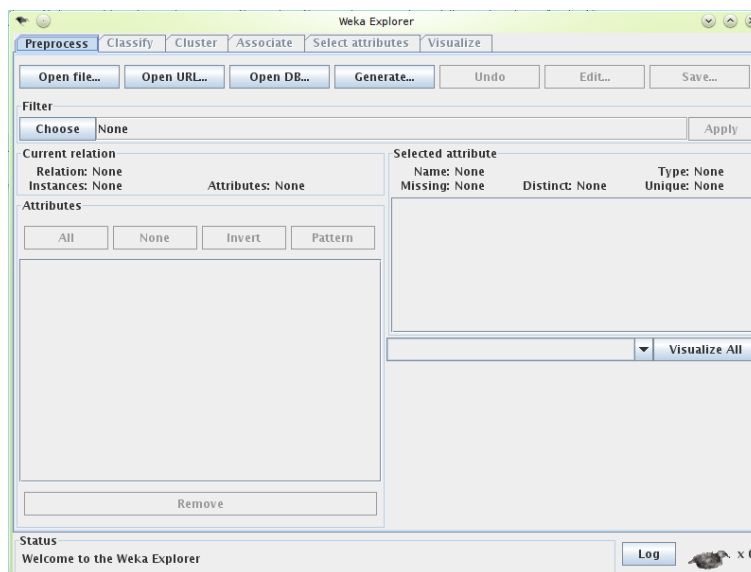 Weka Explorer
Preprocess Classify Cluster Associate Select attributes Visualize
Open file... Open URL... Open DB... Generate... Undo Edit... Save...
Filter
Choose None Apply
Current relation
Relation: None
Instances: None Attributes: None
Selected attribute
Name: None Type: None
Missing: None Distinct: None Unique: None
Attributes
All None Invert Pattern
Visualize All
Remove
Status
Welcome to the Weka Explorer
Log x